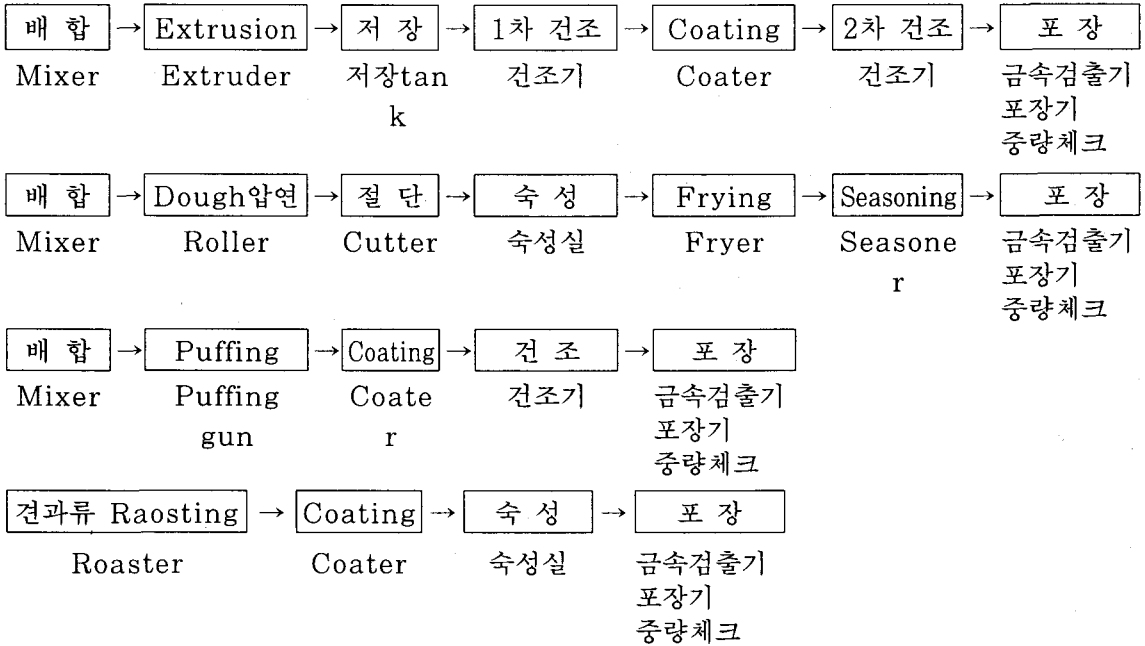 배 합 → Extrusion → 저 장 → 1차 건조 → Coating → 2차 건조 → 포 장
Mixer Extruder 저장tan 건조기 Coater 건조기 금속검출기
k 포장기
중량체크
배 합 → Dough압연 → 절 단 → 숙 성 → Frying → Seasoning → 포 장
Mixer Roller Cutter 숙성실 Fryer Seasone 금속검출기
r 포장기
중량체크
배 합 → Puffing → Coating → 건 조 → 포 장
Mixer Puffing Coate 건조기 금속검출기
gun r 포장기
중량체크
견과류 Raosting → Coating → 숙 성 → 포 장
Roaster Coater 숙성실 금속검출기
포장기
중량체크